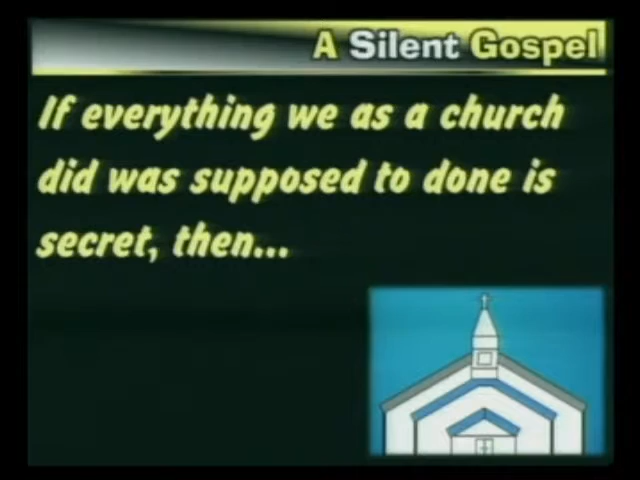 A Silent Gospel
If everything we as a church
did was supposed to done is
secret, then...